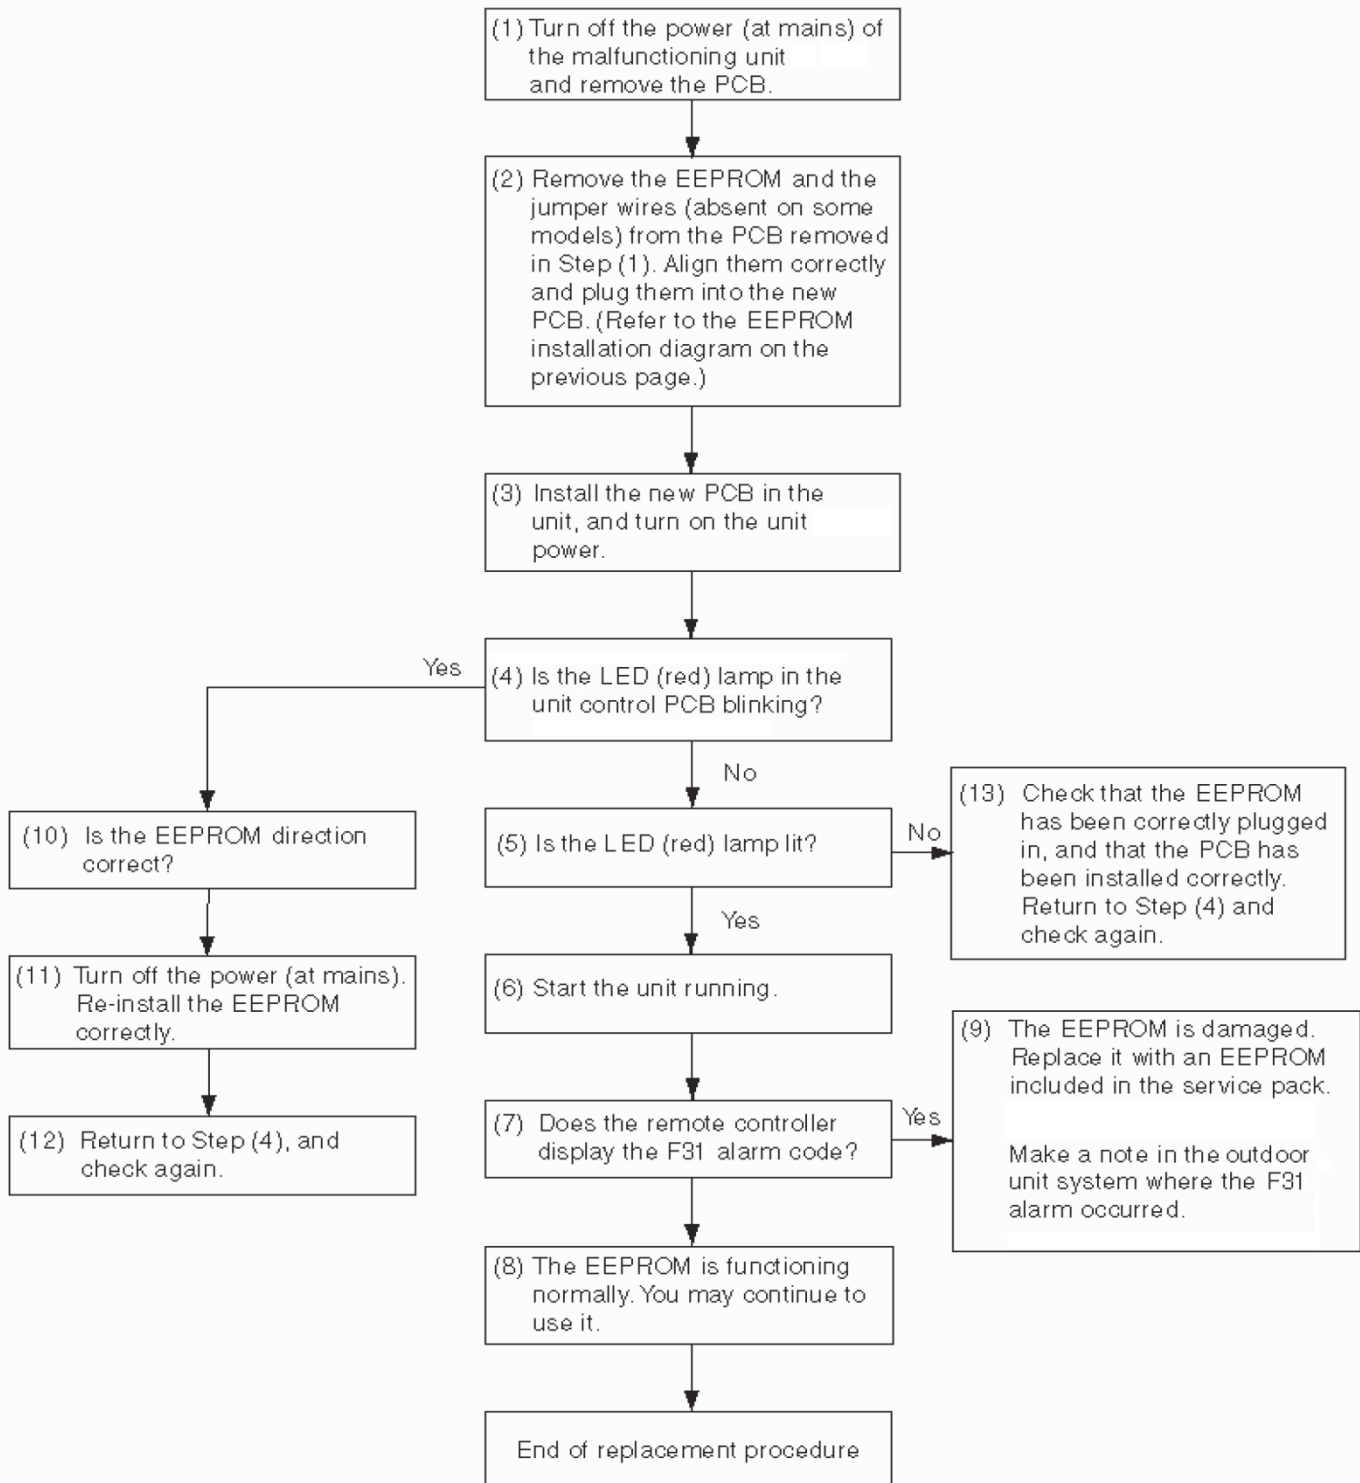 (1) Turn off the power (at mains) of
the malfunctioning unit
and remove the PCB.
(2) Remove the EEPROM and the
jumper wires (absent on some
models) from the PCB removed
in Step (1). Align them correctly
and plug them into the new
PCB. (Refer to the EEPROM
installation diagram on the
previous page.)
(3) Install the new PCB in the
unit, and turn on the unit
power.
Yes
(4) Is the LED (red) lamp in the
unit control PCB blinking?
No
(10) Is the EEPROM direction
correct?
(5) Is the LED (red) lamp lit?
No
(13) Check that the EEPROM
has been correctly plugged
in, and that the PCB has
been installed correctly.
Return to Step (4) and
check again.
Yes
(11) Turn off the power (at mains).
Re-install the EEPROM
correctly.
(6) Start the unit running.
(9) The EEPROM is damaged.
Replace it with an EEPROM
included in the service pack.
Make a note in the outdoor
unit system where the F31
alarm occurred.
(12) Return to Step (4), and
check again.
(7) Does the remote controller
display the F31 alarm code?
Yes
(8) The EEPROM is functioning
normally. You may continue to
use it.
End of replacement procedure